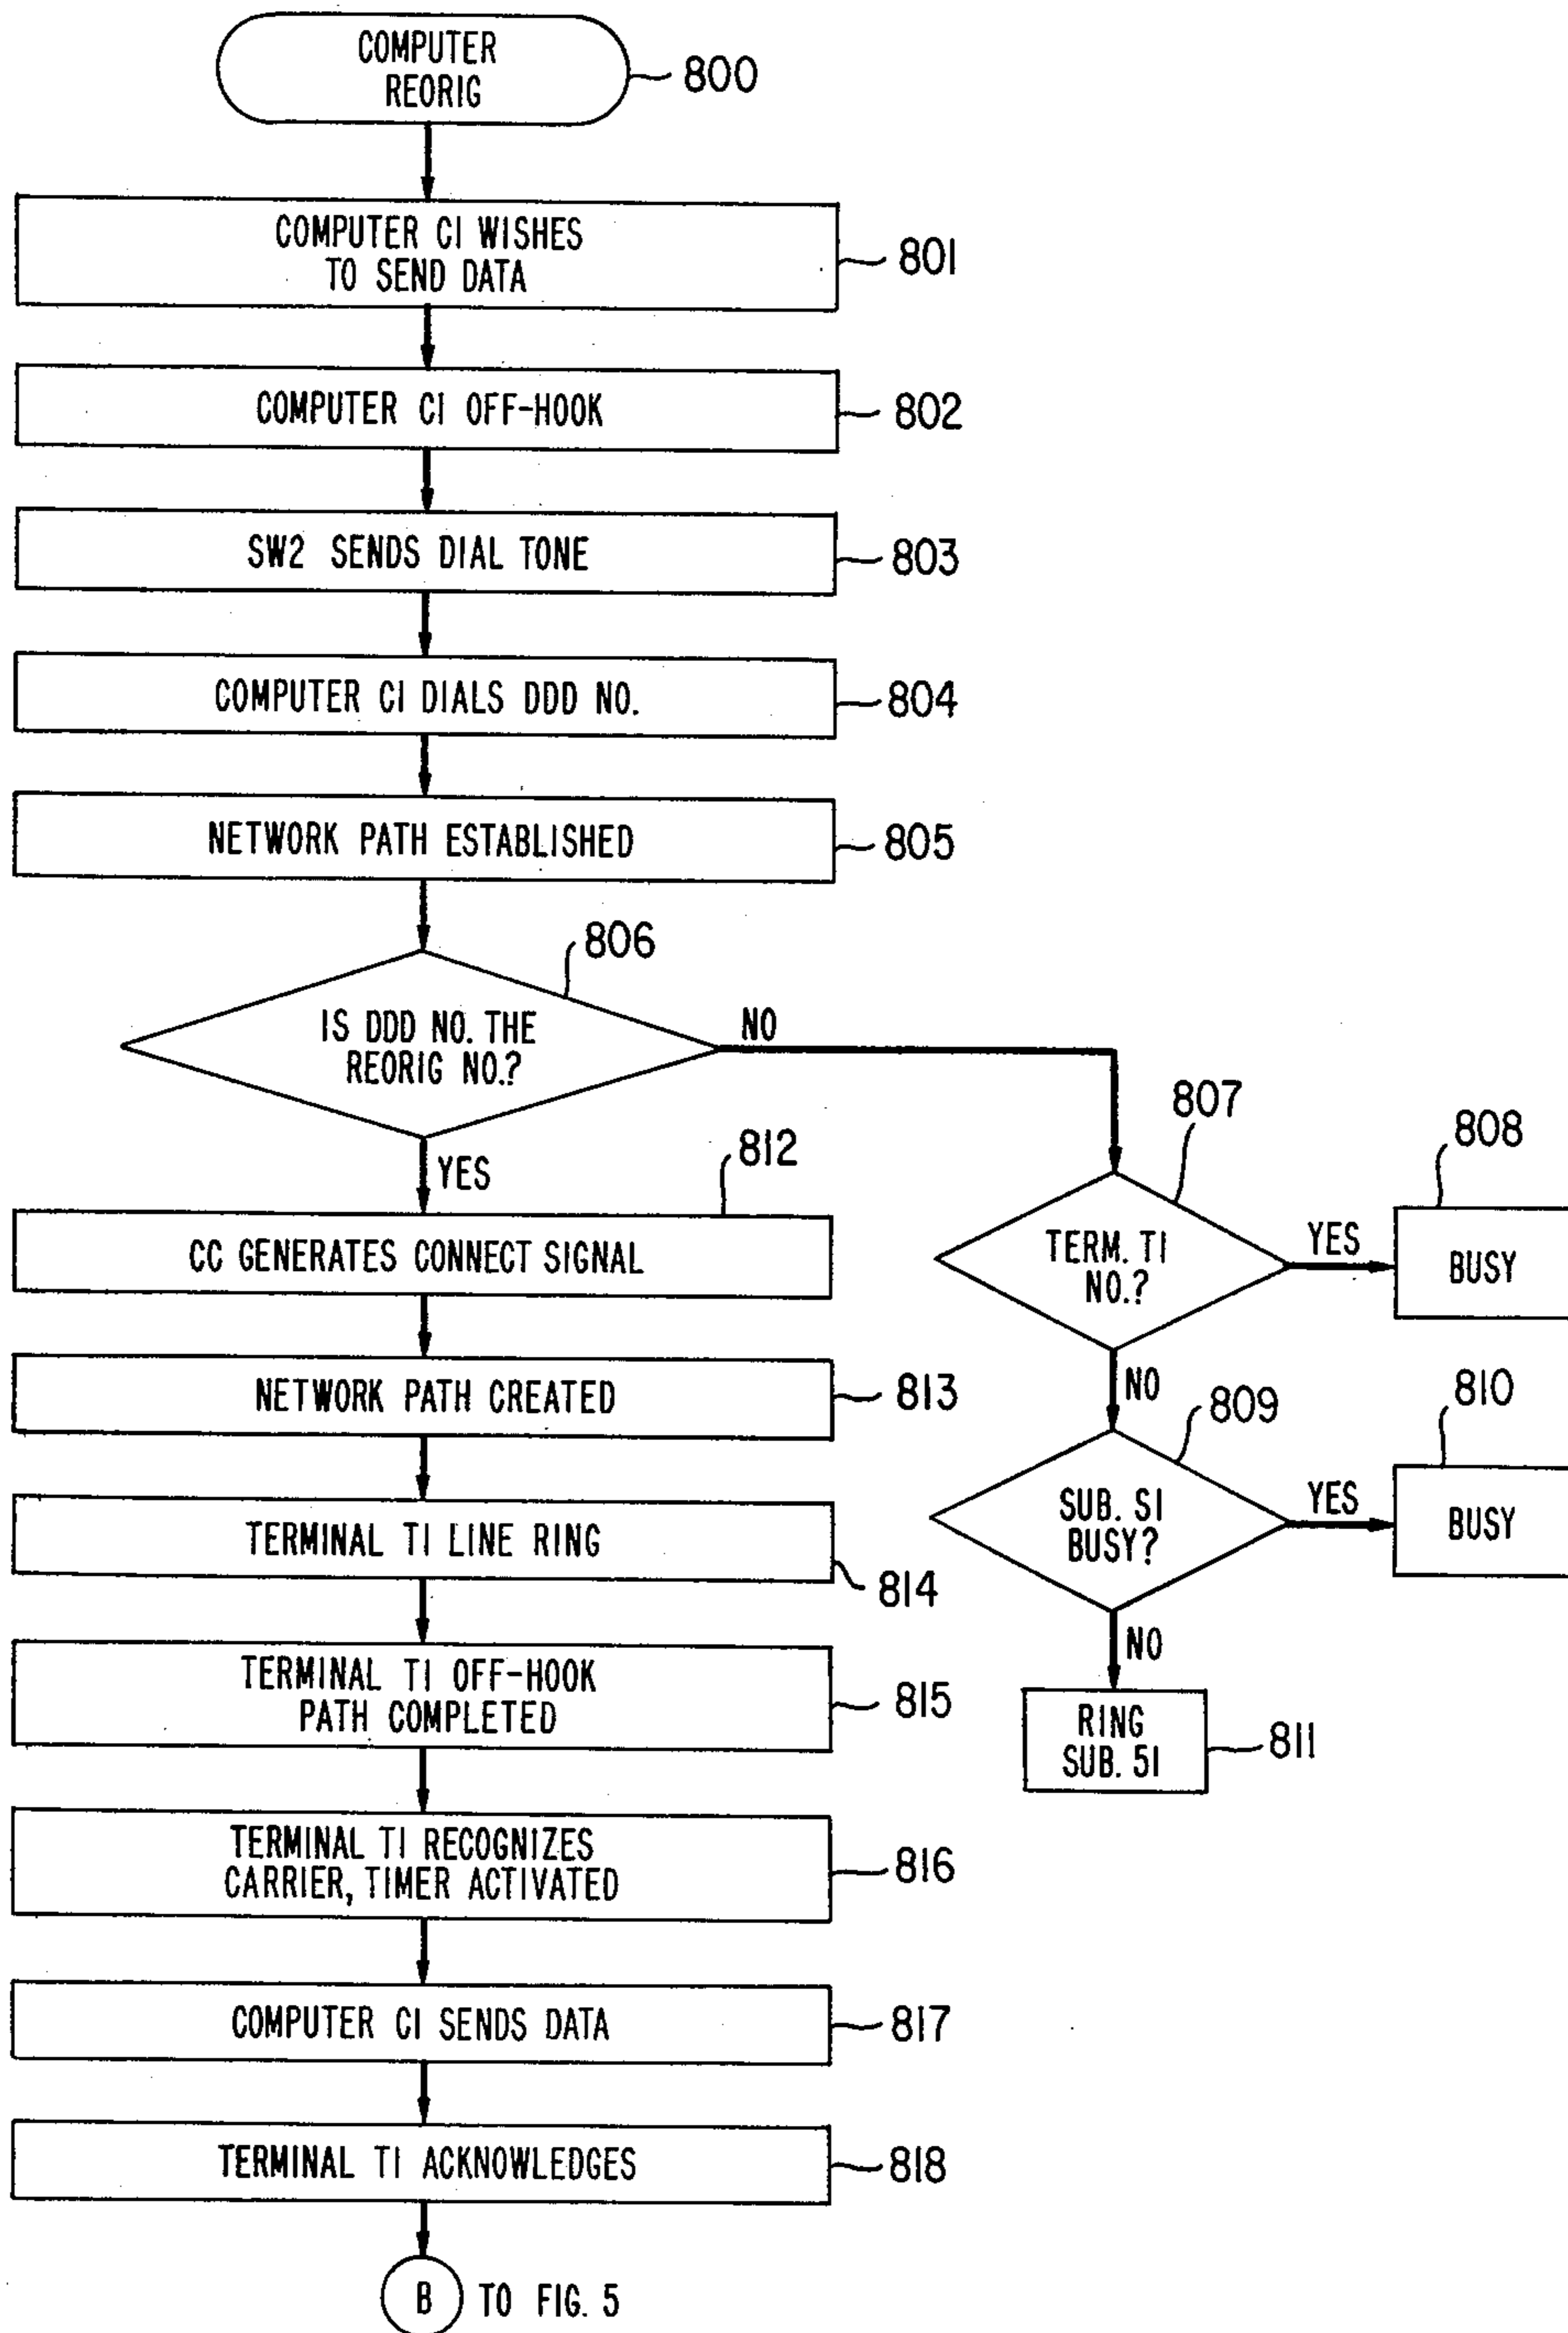 COMPUTER
REORIG
800
COMPUTER C1 WISHES
TO SEND DATA
801
COMPUTER C1 OFF-HOOK
802
SW2 SENDS DIAL TONE
803
COMPUTER C1 DIALS DDD NO.
804
NETWORK PATH ESTABLISHED
805
IS DDD NO. THE
REORIG NO.?
806
NO
YES
TERM. T1
NO.?
807
YES
BUSY
808
NO
SUB. S1
BUSY?
809
YES
BUSY
810
NO
RING
SUB. 51
811
CC GENERATES CONNECT SIGNAL
812
NETWORK PATH CREATED
813
TERMINAL T1 LINE RING
814
TERMINAL T1 OFF-HOOK
PATH COMPLETED
815
TERMINAL T1 RECOGNIZES
CARRIER, TIMER ACTIVATED
816
COMPUTER C1 SENDS DATA
817
TERMINAL T1 ACKNOWLEDGES
818
B TO FIG. 5